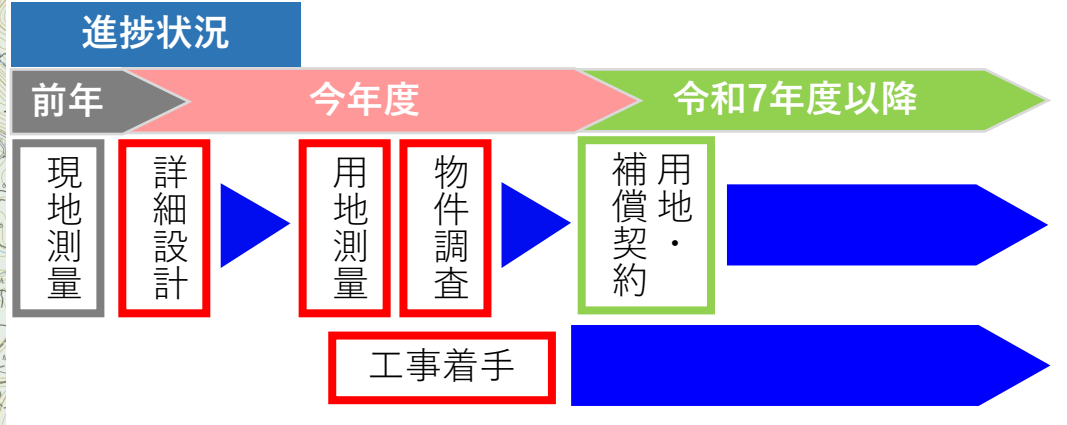 進捗状況
前年
今年度
令和7年度以降
現地測量
詳細設計
用地測量
物件調査
用地・
補償契約
工事着手